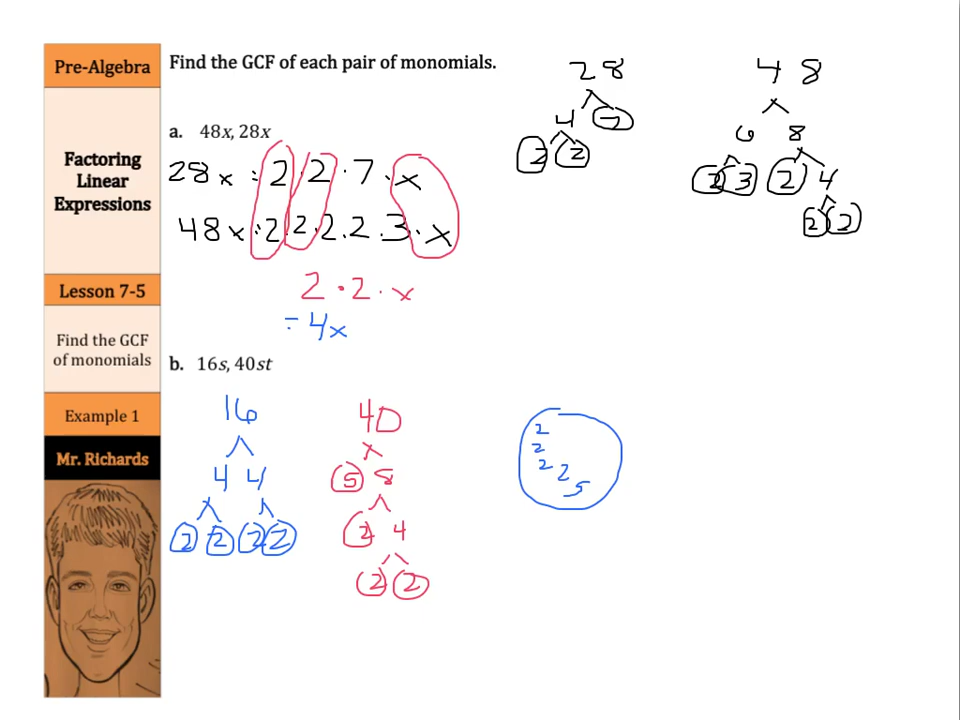 Pre-Algebra
Factoring
Linear
Expressions
Lesson 7-5
Find the GCF
of monomials
Example 1
Mr. Richards
Find the GCF of each pair of monomials.
a. 48x, 28x
28x = 2 · 2 · 7 · x
48x = 2 · 2 · 2 · 2 · 3 · x
2 · 2 · x
= 4x
28
4 7
2 2
48
6 8
2 3 2 4
2 2
b. 16s, 40st
16
4 4
2 2 2 2
40
5 8
2 4
2 2
2
2
2 2
5